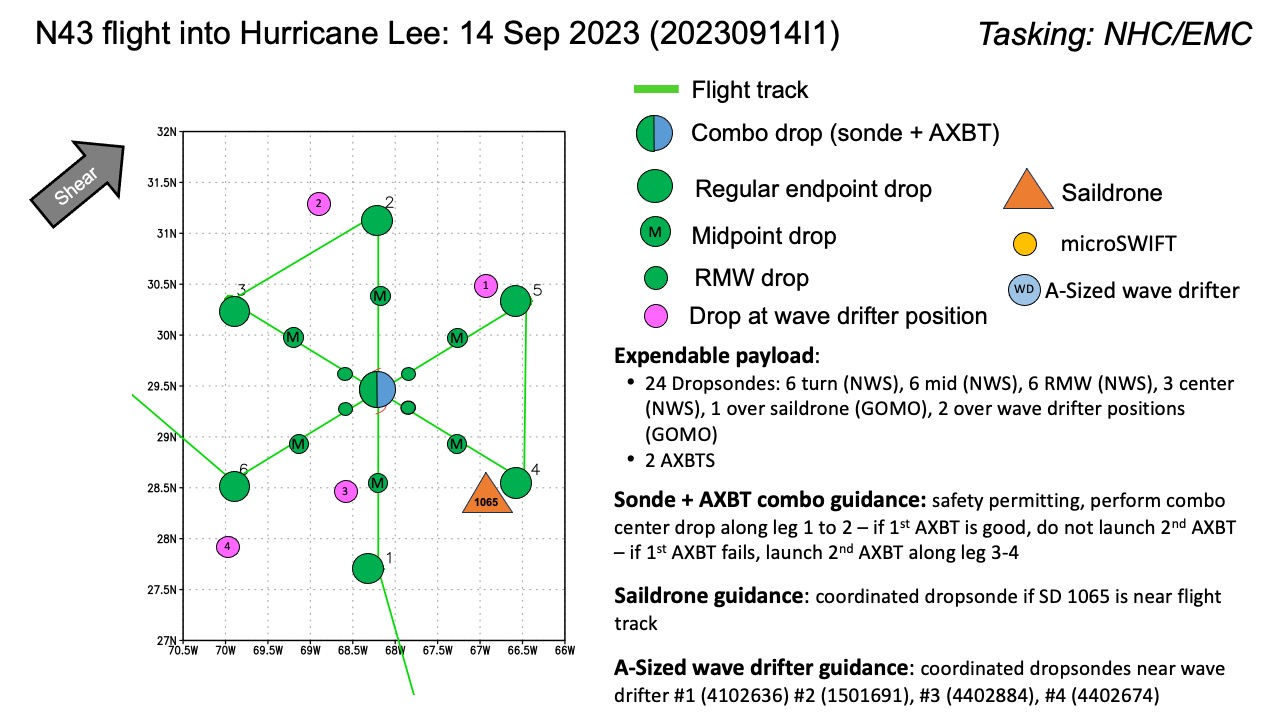 N43 flight into Hurricane Lee: 14 Sep 2023 (20230914I1)
Tasking: NHC/EMC
Shear
32N
31.5N
31N
30.5N
30N
29.5N
29N
28.5N
28N
27.5N
27N
70.5W 70W 69.5W 69W 68.5W 68W 67.5W 67W 66.5W 66W
2
2
1
5
3
M
M
M
M
M
6
4
3
M
1065
4
1
Flight track
Combo drop (sonde + AXBT)
Regular endpoint drop
M Midpoint drop
RMW drop
Drop at wave drifter position
Saildrone
microSWIFT
WD A-Sized wave drifter
Expendable payload:
• 24 Dropsondes: 6 turn (NWS), 6 mid (NWS), 6 RMW (NWS), 3 center
(NWS), 1 over saildrone (GOMO), 2 over wave drifter positions
(GOMO)
• 2 AXBTS
Sonde + AXBT combo guidance: safety permitting, perform combo
center drop along leg 1 to 2 – if 1st AXBT is good, do not launch 2nd AXBT
– if 1st AXBT fails, launch 2nd AXBT along leg 3-4
Saildrone guidance: coordinated dropsonde if SD 1065 is near flight
track
A-Sized wave drifter guidance: coordinated dropsondes near wave
drifter #1 (4102636) #2 (1501691), #3 (4402884), #4 (4402674)